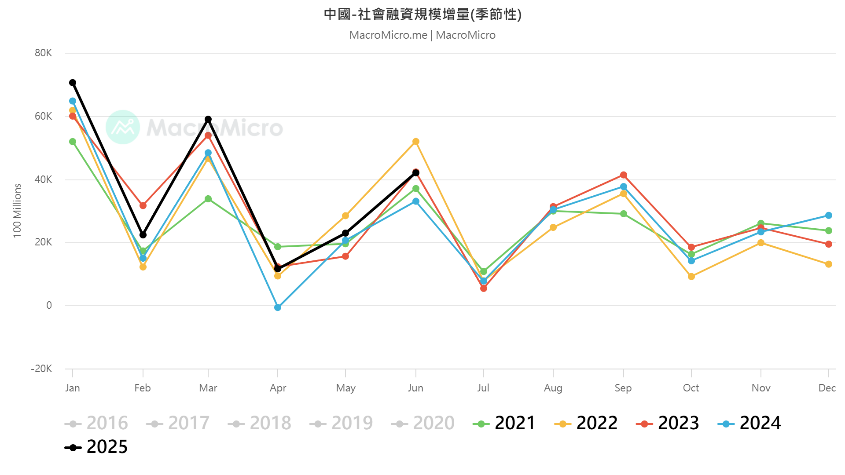 中國-社會融資規模增量(季節性)
MacroMicro.me | MacroMicro
80K
60K
40K
20K
0
-20K
100 Millions
MacroMicro
Jan Feb Mar Apr May Jun Jul Aug Sep Oct Nov Dec
2016 2017 2018 2019 2020 2021 2022 2023 2024
2025